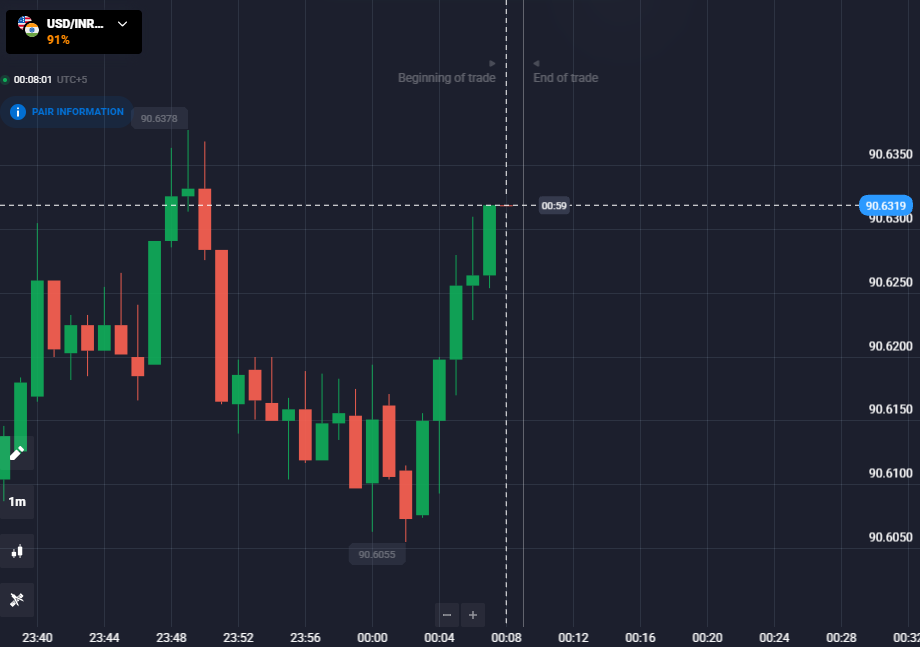 USD/INR...
91%
Beginning of trade
End of trade
00:08:01 UTC+5
PAIR INFORMATION
90.6378
90.6350
00:59
90.6319
90.6300
90.6250
90.6200
90.6150
90.6100
1m
90.6050
90.6055
23:40 23:44 23:48 23:52 23:56 00:00 00:04 00:08 00:12 00:16 00:20 00:24 00:28 00:32